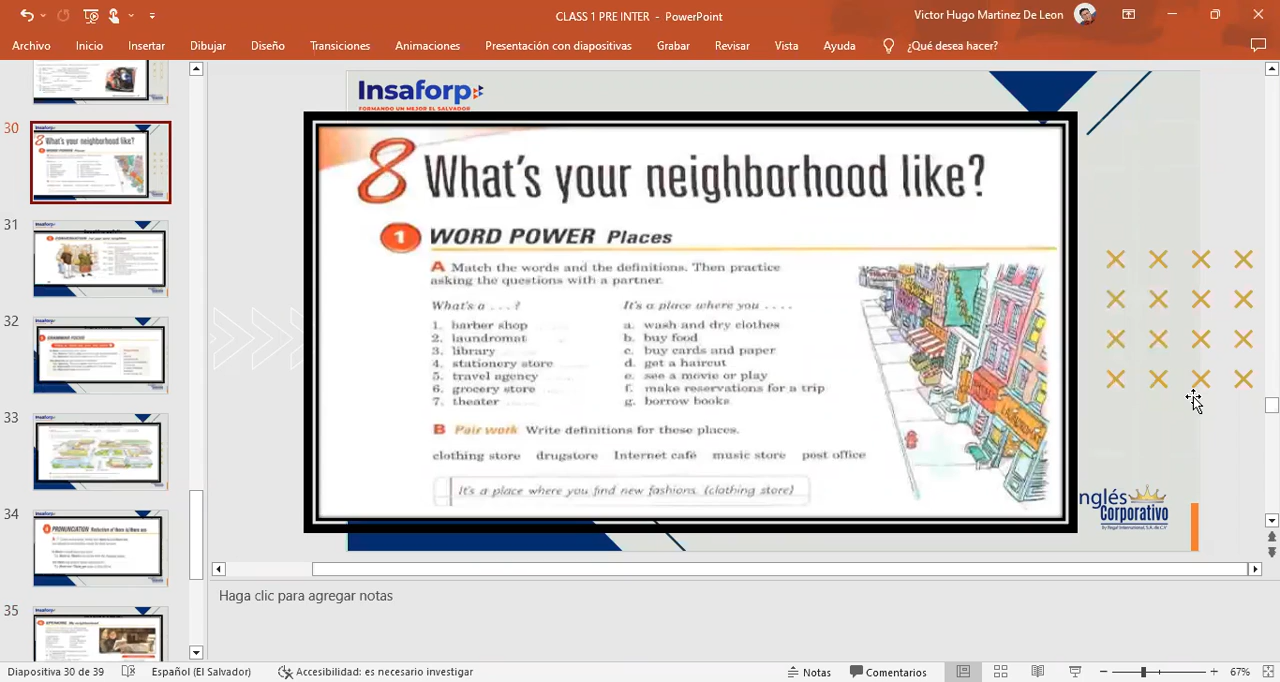 CLASS 1 PRE INTER - PowerPoint
Victor Hugo Martinez De Leon
Archivo Inicio Insertar Dibujar Diseño Transiciones Animaciones Presentación con diapositivas Grabar Revisar Vista Ayuda ¿Qué desea hacer?
30
31
32
33
34
35
Insaforp
FORMANDO UN MEJOR EL SALVADOR
8 What's your neighborhood like?
1 WORD POWER Places
A Match the words and the definitions. Then practice
asking the questions with a partner.
What's a . . . ? It's a place where you . . . .
1. barber shop a. wash and dry clothes
2. laundromat b. buy food
3. library c. buy cards and paper
4. stationery store d. get a haircut
5. travel agency e. see a movie or play
6. grocery store f. make reservations for a trip
7. theater g. borrow books
B Pair work Write definitions for these places.
clothing store drugstore Internet café music store post office
It's a place where you find new fashions. (clothing store)
Inglés
Corporativo
Haga clic para agregar notas
Diapositiva 30 de 39 Español (El Salvador) Accesibilidad: es necesario investigar Notas Comentarios 67%